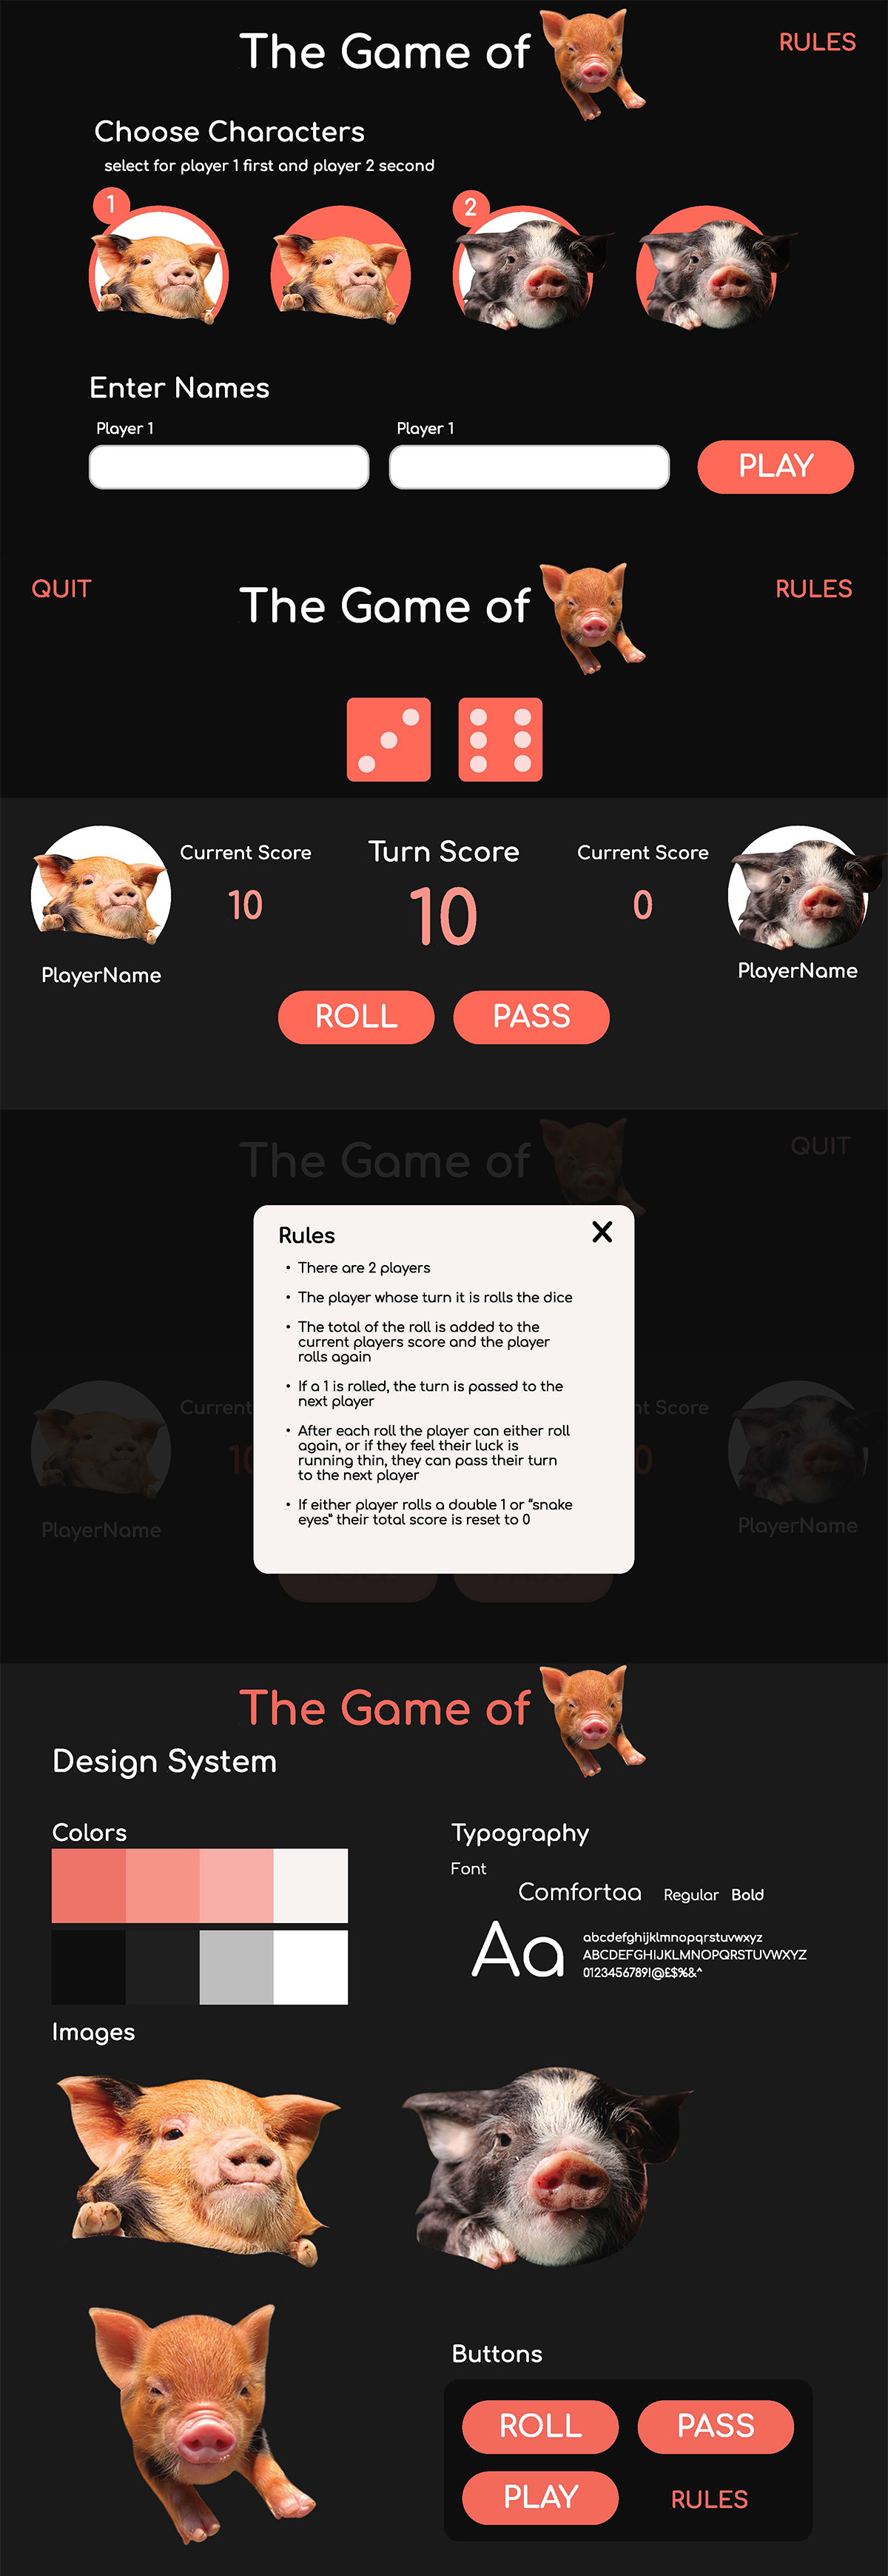 The Game of
RULES
Choose Characters
select for player 1 first and player 2 second
1
2
Enter Names
Player 1
Player 1
PLAY
QUIT
The Game of
RULES
Current Score
Turn Score
Current Score
10
10
0
PlayerName
PlayerName
ROLL
PASS
The Game of
QUIT
Rules
X
• There are 2 players
• The player whose turn it is rolls the dice
• The total of the roll is added to the
current players score and the player
rolls again
• If a 1 is rolled, the turn is passed to the
next player
• After each roll the player can either roll
again, or if they feel their luck is
running thin, they can pass their turn
to the next player
• If either player rolls a double 1 or “snake
eyes” their total score is reset to 0
Current
nt Score
10
0
PlayerName
PlayerName
The Game of
Design System
Colors
Typography
Font
Comfortaa Regular Bold
Aa
abcdefghijklmnopqrstuvwxyz
ABCDEFGHIJKLMNOPQRSTUVWXYZ
0123456789!@£$%&^
Images
Buttons
ROLL
PASS
PLAY
RULES